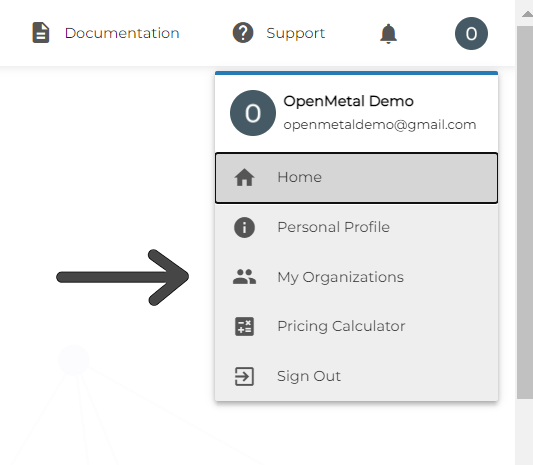 Documentation
Support
O
O
OpenMetal Demo
openmetaldemo@gmail.com
Home
Personal Profile
My Organizations
Pricing Calculator
Sign Out